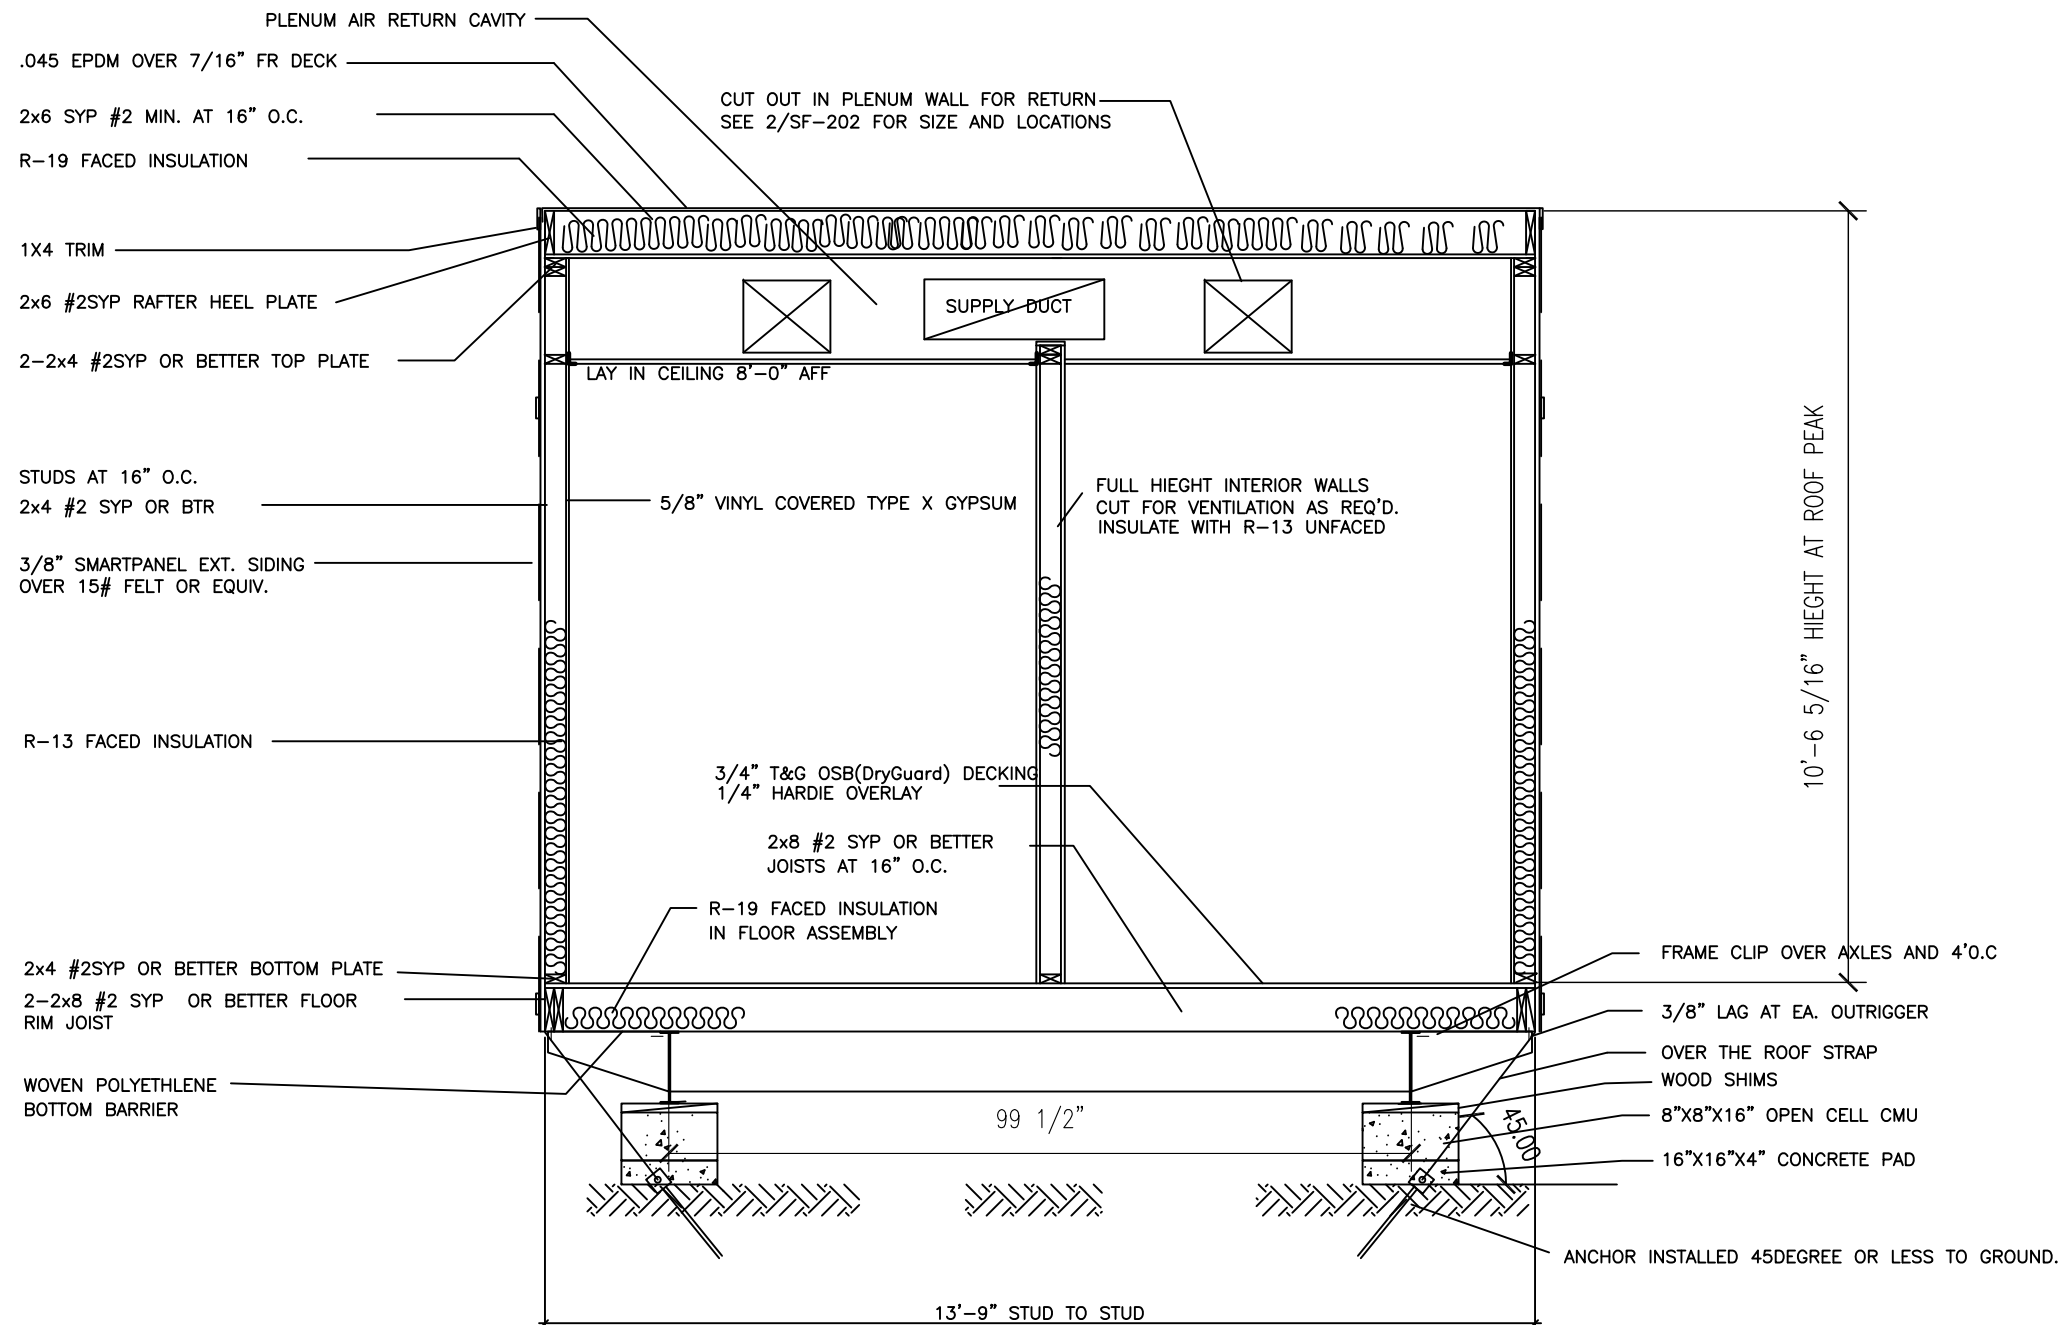 PLENUM AIR RETURN CAVITY
.045 EPDM OVER 7/16" FR DECK
2x6 SYP #2 MIN. AT 16" O.C.
R-19 FACED INSULATION
CUT OUT IN PLENUM WALL FOR RETURN
SEE 2/SF-202 FOR SIZE AND LOCATIONS
1X4 TRIM
2x6 #2SYP RAFTER HEEL PLATE
2-2x4 #2SYP OR BETTER TOP PLATE
SUPPLY DUCT
LAY IN CEILING 8'-0" AFF
STUDS AT 16" O.C.
2x4 #2 SYP OR BTR
3/8" SMARTPANEL EXT. SIDING
OVER 15# FELT OR EQUIV.
5/8" VINYL COVERED TYPE X GYPSUM
FULL HIEGHT INTERIOR WALLS
CUT FOR VENTILATION AS REQ'D.
INSULATE WITH R-13 UNFACED
10'-6 5/16" HIEGHT AT ROOF PEAK
R-13 FACED INSULATION
3/4" T&G OSB(DryGuard) DECKING
1/4" HARDIE OVERLAY
2x8 #2 SYP OR BETTER
JOISTS AT 16" O.C.
R-19 FACED INSULATION
IN FLOOR ASSEMBLY
2x4 #2SYP OR BETTER BOTTOM PLATE
2-2x8 #2 SYP OR BETTER FLOOR
RIM JOIST
WOVEN POLYETHLENE
BOTTOM BARRIER
FRAME CLIP OVER AXLES AND 4'O.C
3/8" LAG AT EA. OUTRIGGER
OVER THE ROOF STRAP
WOOD SHIMS
8"X8"X16" OPEN CELL CMU
16"X16"X4" CONCRETE PAD
45.00
99 1/2"
ANCHOR INSTALLED 45DEGREE OR LESS TO GROUND.
13'-9" STUD TO STUD